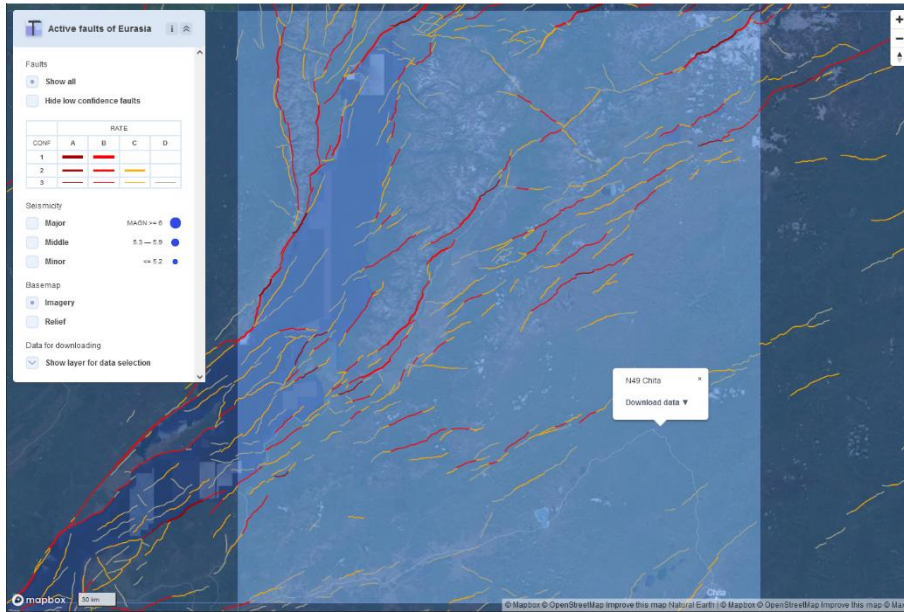 Active faults of Eurasia i
Faults
Show all
Hide low confidence faults
RATE
CONF A B C D
1
2
3
Seismicity
Major MAGN >= 6
Middle 5.3 — 5.9
Minor <= 5.2
Basemap
Imagery
Relief
Data for downloading
Show layer for data selection
N49 Chita ×
Download data ▼
Chita
mapbox 30 km
© Mapbox © OpenStreetMap Improve this map Natural Earth | © Mapbox © OpenStreetMap Improve this map © Ma